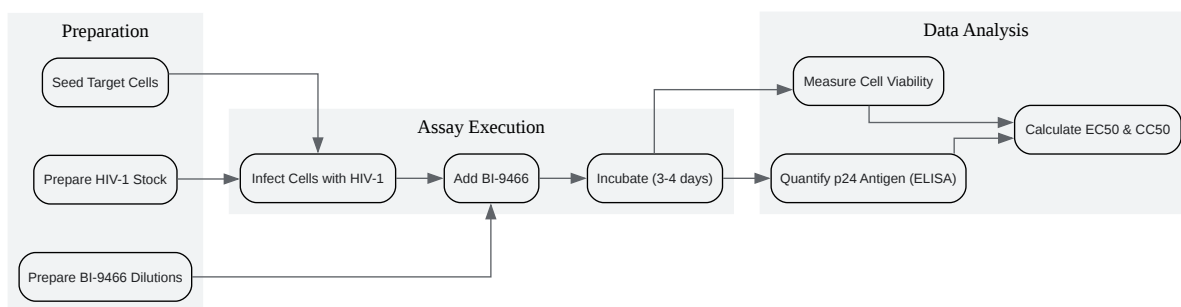 Preparation
Seed Target Cells
Prepare HIV-1 Stock
Prepare BI-9466 Dilutions
Assay Execution
Infect Cells with HIV-1
Add BI-9466
Incubate (3-4 days)
Data Analysis
Measure Cell Viability
Quantify p24 Antigen (ELISA)
Calculate EC50 & CC50